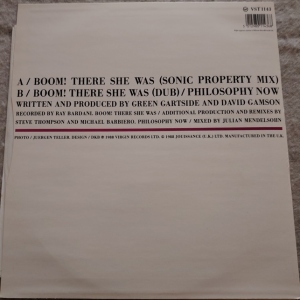 VST 1143
A / BOOM! THERE SHE WAS (SONIC PROPERTY MIX)
B / BOOM! THERE SHE WAS (DUB) / PHILOSOPHY NOW
WRITTEN AND PRODUCED BY GREEN GARTSIDE AND DAVID GAMSON
RECORDED BY RAY BARDANI. BOOM! THERE SHE WAS / ADDITIONAL PRODUCTION AND REMIXES BY
STEVE THOMPSON AND MICHAEL BARBIERO. PHILOSOPHY NOW / MIXED BY JULIAN MENDELSOHN
PHOTO / JUERGEN TELLER. DESIGN / DKB ℗ 1988 VIRGIN RECORDS LTD. © 1988 JOUISSANCE (U.K.) LTD. MANUFACTURED IN THE U.K.